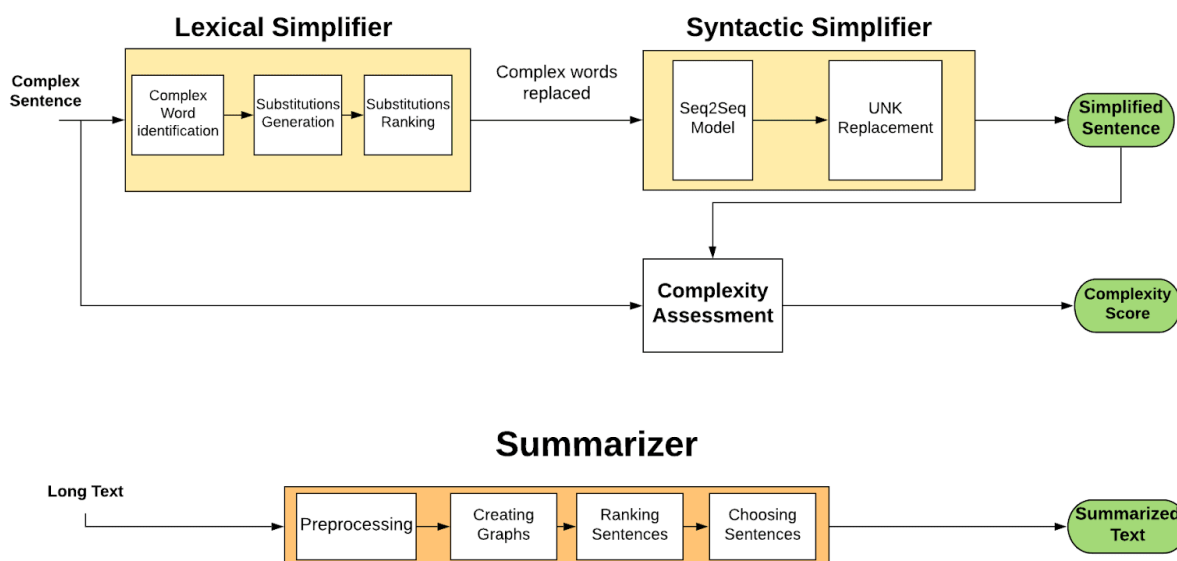 Lexical Simplifier
Syntactic Simplifier
Complex
Sentence
Complex
Word
identification
Substitutions
Generation
Substitutions
Ranking
Complex words
replaced
Seq2Seq
Model
UNK
Replacement
Simplified
Sentence
Complexity
Assessment
Complexity
Score
Summarizer
Long Text
Preprocessing
Creating
Graphs
Ranking
Sentences
Choosing
Sentences
Summarized
Text